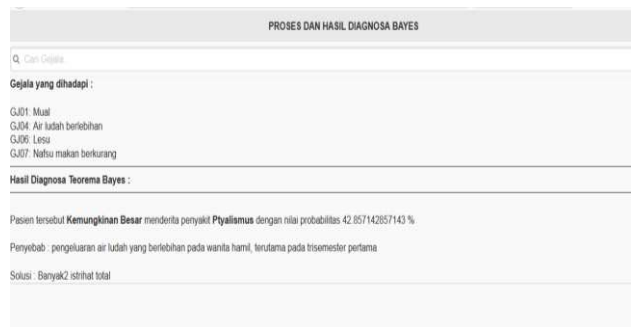 PROSES DAN HASIL DIAGNOSA BAYES
Cari Gejala..
Gejala yang dihadapi :
GJ01: Mual
GJ04: Air ludah berlebihan
GJ06: Lesu
GJ07: Nafsu makan berkurang
Hasil Diagnosa Teorema Bayes :
Pasien tersebut Kemungkinan Besar menderita penyakit Ptyalismus dengan nilai probabilitas 42.857142857143 %
Penyebab : pengeluaran air ludah yang berlebihan pada wanita hamil, terutama pada trisemester pertama
Solusi : Banyak2 istrihat total